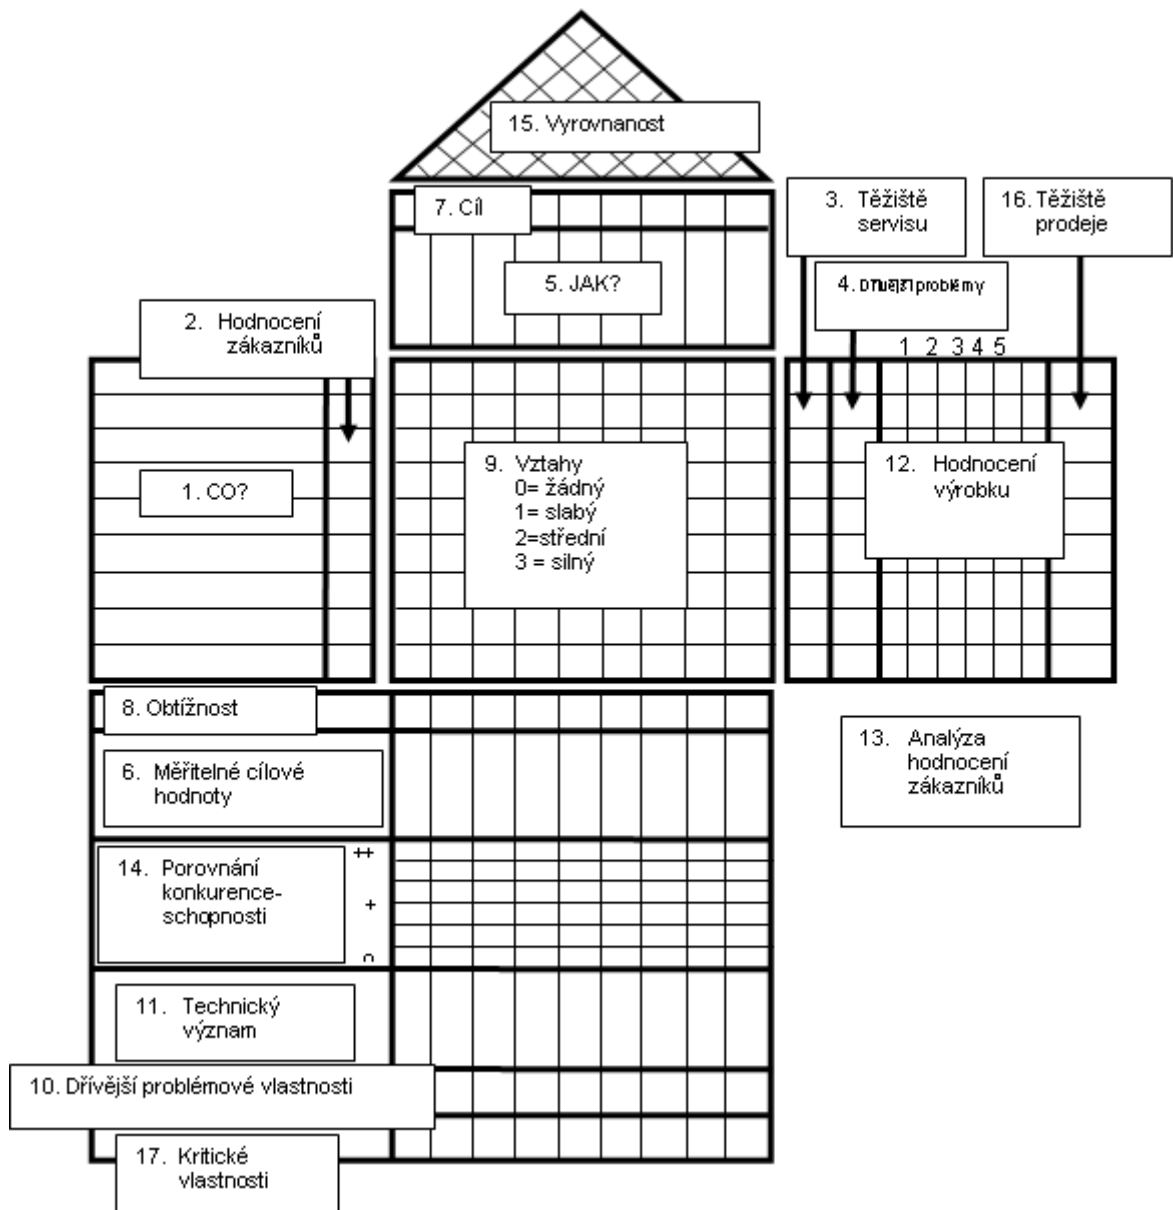 15. Vyrovnanost
7. Cíl
3. Těžiště
servisu
16. Těžiště
prodeje
5. JAK?
4. problémy
2. Hodnocení
zákazníků
1 2 3 4 5
1. CO?
9. Vztahy
0= žádný
1= slabý
2=střední
3 = silný
12. Hodnocení
výrobku
8. Obtížnost
6. Měřitelné cílové
hodnoty
13. Analýza
hodnocení
zákazníků
14. Porovnání
konkurence-
schopnosti
++
+
11. Technický
význam
10. Dřívější problémové vlastnosti
17. Kritické
vlastnosti